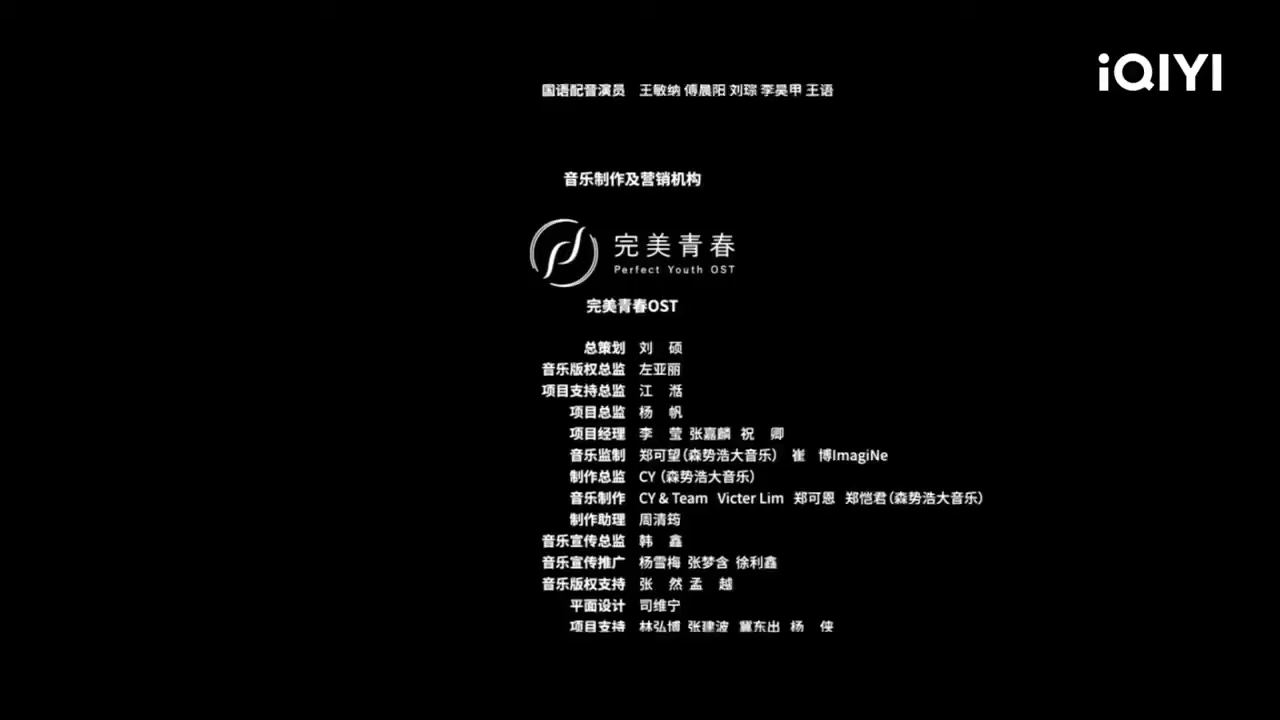 iQIYI
国语配音演员 王敏纳 傅晨阳 刘琮 李昊甲 王语
音乐制作及营销机构
完美青春
Perfect Youth OST
完美青春OST
总策划 刘 硕
音乐版权总监 左亚丽
项目支持总监 江 湉
项目总监 杨 帆
项目经理 李 莹 张嘉麟 祝 卿
音乐监制 郑可望（森势浩大音乐） 崔 博ImagiNe
制作总监 CY（森势浩大音乐）
音乐制作 CY & Team Victer Lim 郑可恩 郑恺君（森势浩大音乐）
制作助理 周清筠
音乐宣传总监 韩 鑫
音乐宣传推广 杨雪梅 张梦含 徐利鑫
音乐版权支持 张 然 孟 越
平面设计 司维宁
项目支持 林弘博 张建波 冀东出 杨 侠